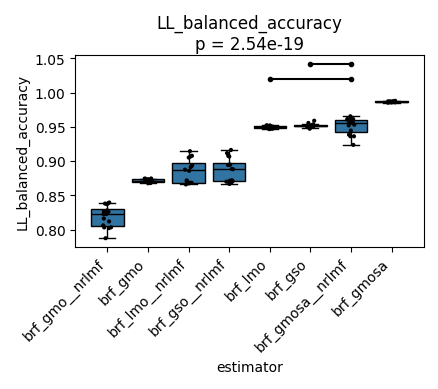 LL_balanced_accuracy
p = 2.54e-19
1.05
1.00
0.95
0.90
0.85
0.80
LL_balanced_accuracy
brf_gmo__nrlmf
brf_gmo
brf_lmo__nrlmf
brf_gso__nrlmf
brf_lmo
brf_gso
brf_gmosa__nrlmf
brf_gmosa
estimator